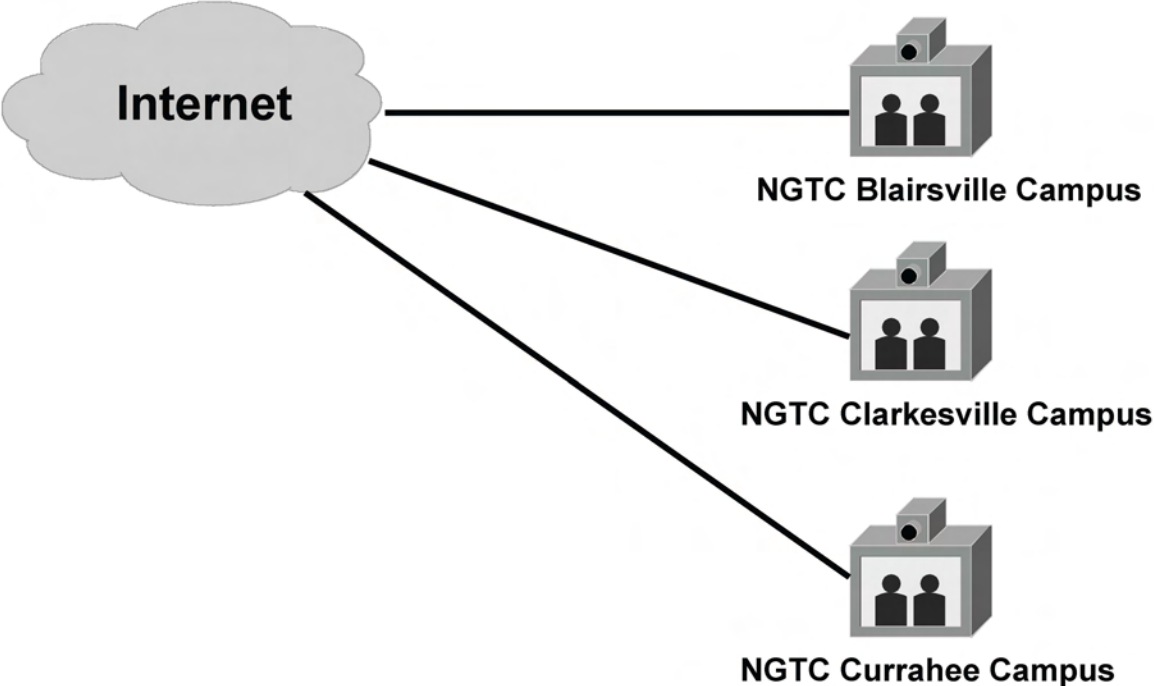 Internet
NGTC Blairsville Campus
NGTC Clarkesville Campus
NGTC Currahee Campus